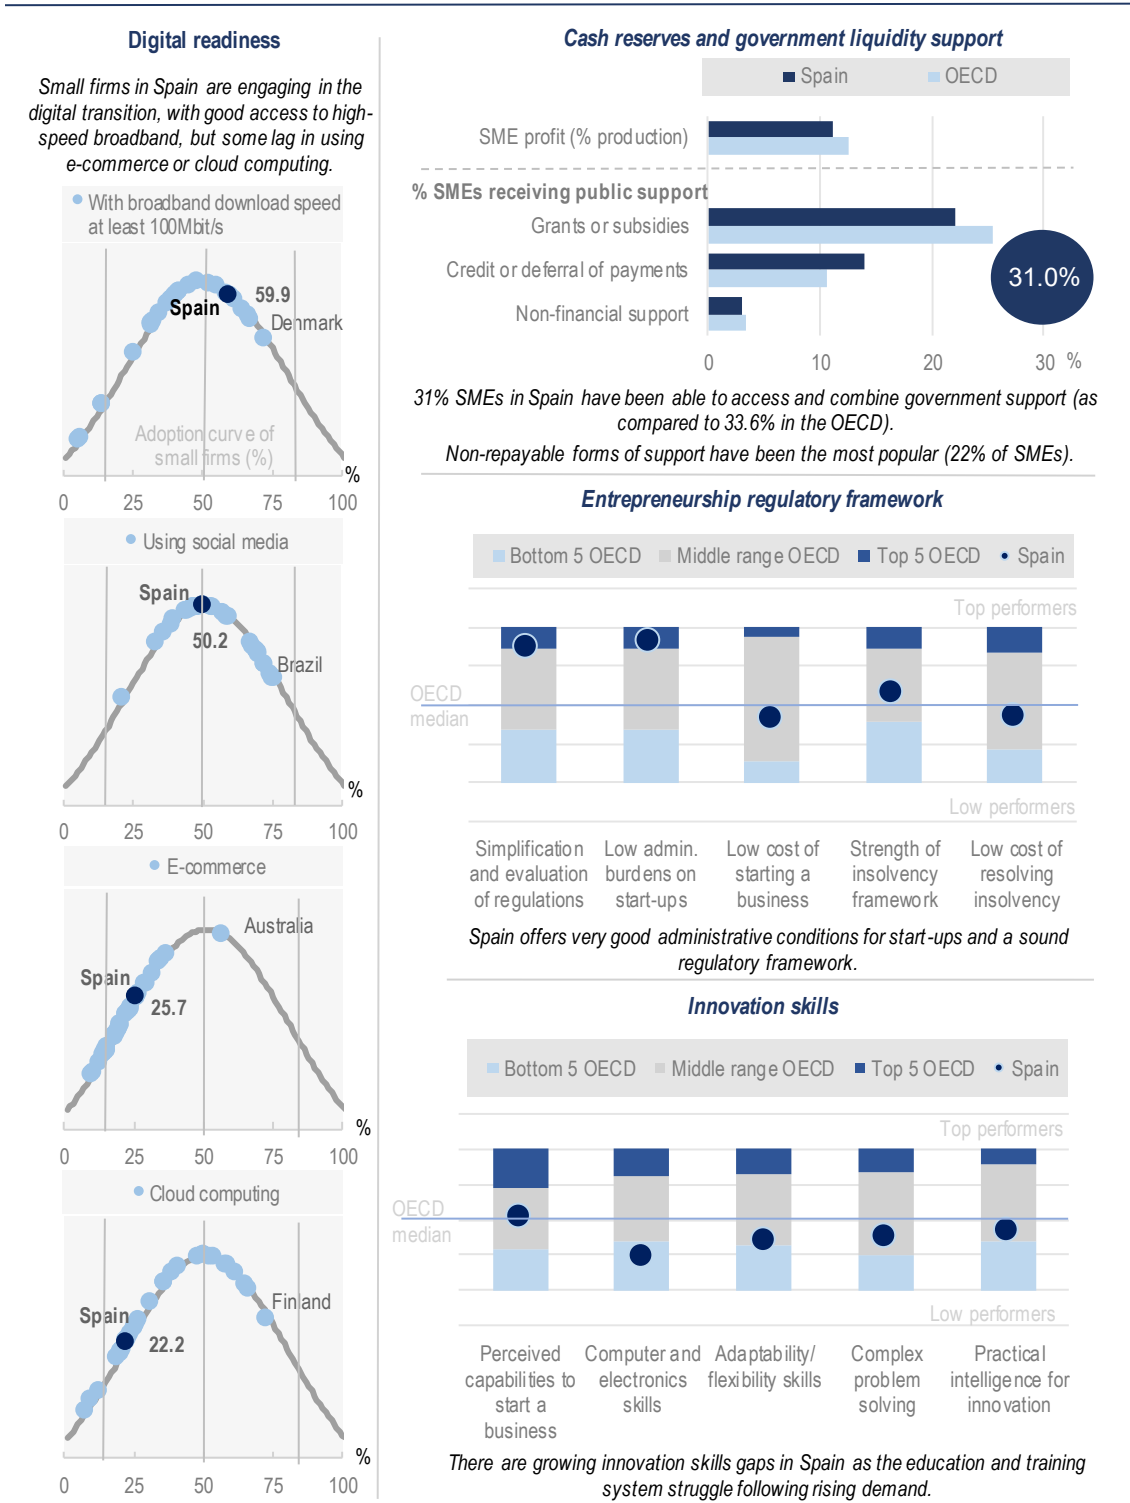 Digital readiness
Small firms in Spain are engaging in the
digital transition, with good access to high-
speed broadband, but some lag in using
e-commerce or cloud computing.
With broadband download speed
at least 100Mbit/s
Spain
59.9
Denmark
Adoption curve of
small firms (%)
%
0 25 50 75 100
Using social media
Spain
50.2
Brazil
%
0 25 50 75 100
E-commerce
Australia
Spain
25.7
%
0 25 50 75 100
Cloud computing
Finland
Spain
22.2
%
0 25 50 75 100
Cash reserves and government liquidity support
Spain OECD
SME profit (% production)
% SMEs receiving public support
Grants or subsidies
Credit or deferral of payments
Non-financial support
31.0%
0 10 20 30 %
31% SMEs in Spain have been able to access and combine government support (as
compared to 33.6% in the OECD).
Non-repayable forms of support have been the most popular (22% of SMEs).
Entrepreneurship regulatory framework
Bottom 5 OECD Middle range OECD Top 5 OECD Spain
Top performers
OECD
median
Low performers
Simplification
and evaluation
of regulations
Low admin.
burdens on
start-ups
Low cost of
starting a
business
Strength of
insolvency
framework
Low cost of
resolving
insolvency
Spain offers very good administrative conditions for start-ups and a sound
regulatory framework.
Innovation skills
Bottom 5 OECD Middle range OECD Top 5 OECD Spain
Top performers
OECD
median
Low performers
Perceived
capabilities to
start a
business
Computer and
electronics
skills
Adaptability/
flexibility skills
Complex
problem
solving
Practical
intelligence for
innovation
There are growing innovation skills gaps in Spain as the education and training
system struggle following rising demand.